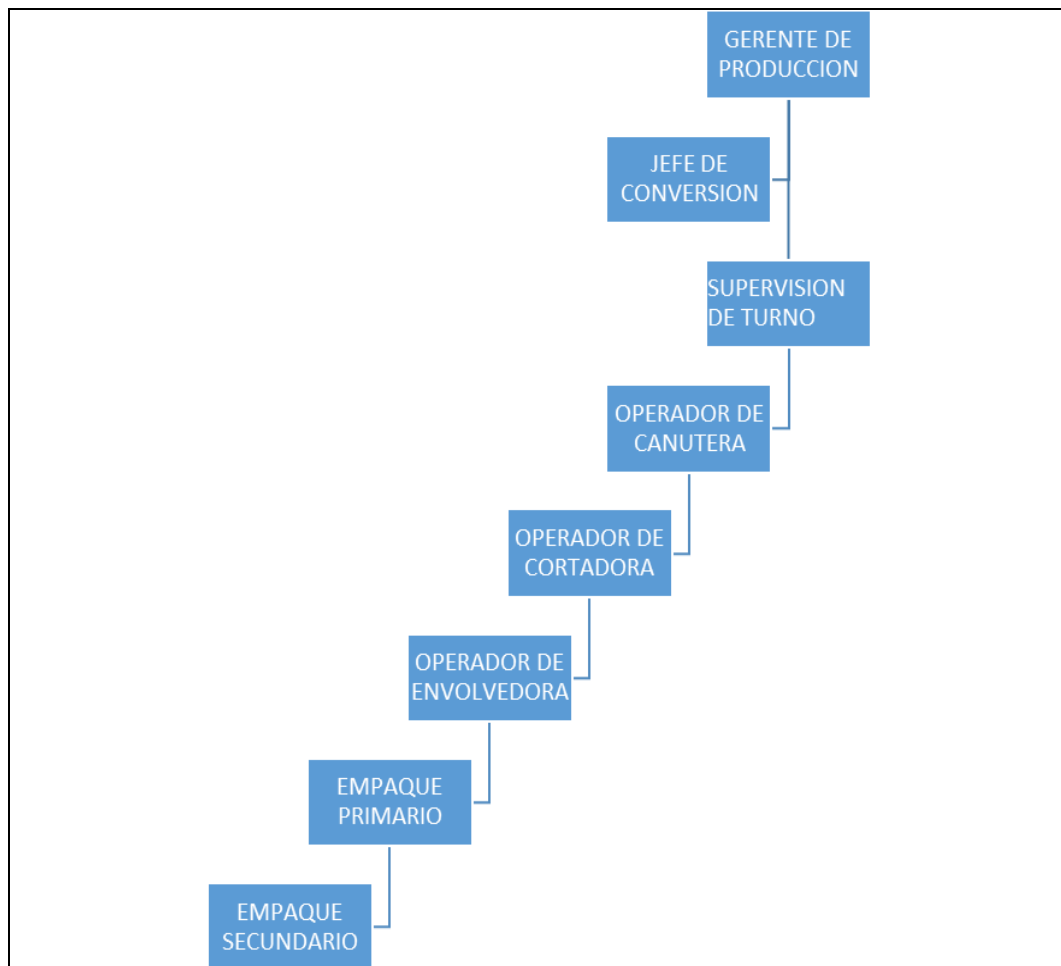 GERENTE DE
PRODUCCION
JEFE DE
CONVERSION
SUPERVISION
DE TURNO
OPERADOR DE
CANUTERA
OPERADOR DE
CORTADORA
OPERADOR DE
ENVOLVEDORA
EMPAQUE
PRIMARIO
EMPAQUE
SECUNDARIO